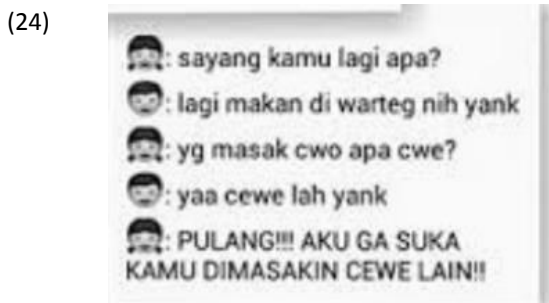 (24)
: sayang kamu lagi apa?
: lagi makan di warteg nih yank
: yg masak cwo apa cwe?
: yaa cewe lah yank
: PULANG!!! AKU GA SUKA
KAMU DIMASAKIN CEWE LAIN!!